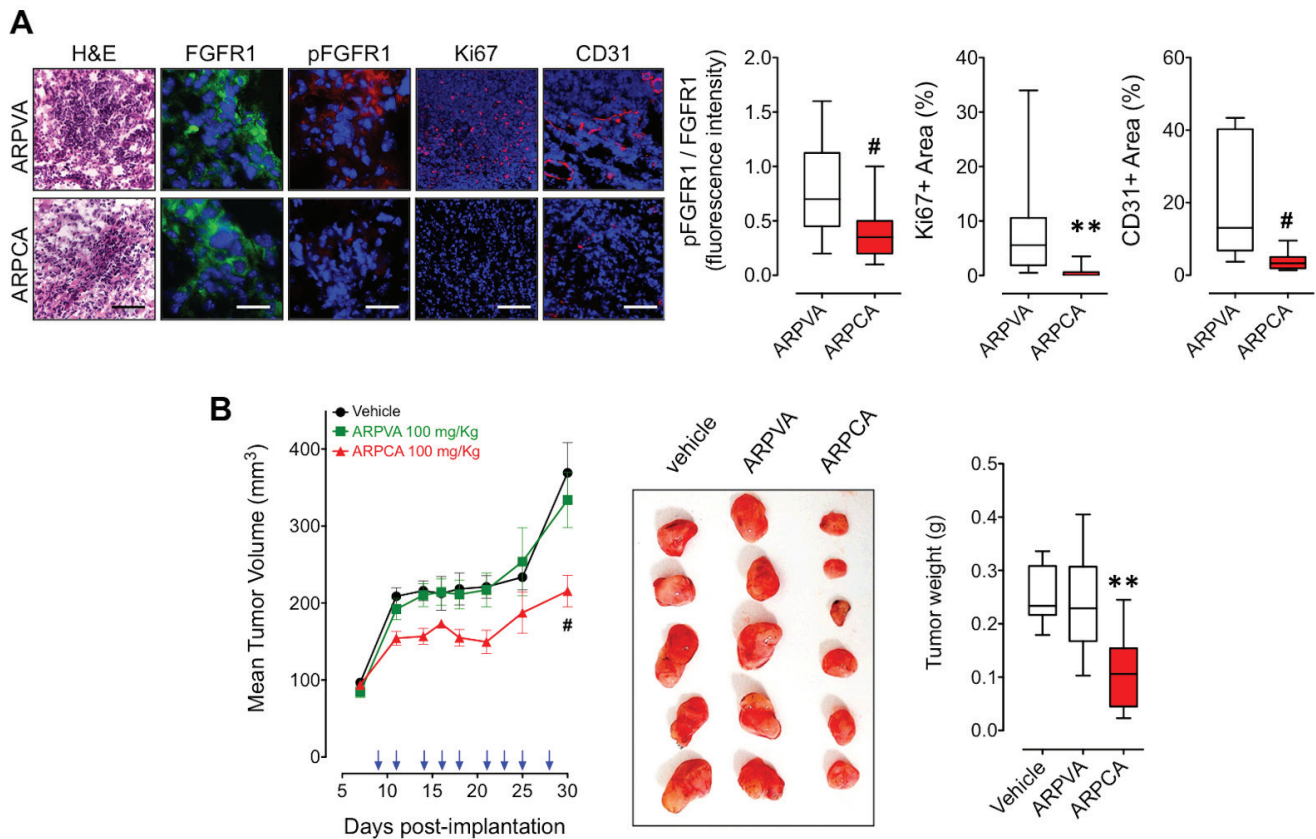 A
H&E
FGFR1
pFGFR1
Ki67
CD31
ARPVA
ARPCA
pFGFR1 / FGFR1
(fluorescence intensity)
2.0
1.5
1.0
0.5
0.0
#
ARPVA
ARPCA
Ki67+ Area (%)
40
30
20
10
0
**
ARPVA
ARPCA
CD31+ Area (%)
60
40
20
0
#
ARPVA
ARPCA
B
Vehicle
ARPVA 100 mg/Kg
ARPCA 100 mg/Kg
Mean Tumor Volume (mm3)
400
300
200
100
0
#
5
10
15
20
25
30
Days post-implantation
vehicle
ARPVA
ARPCA
Tumor weight (g)
0.5
0.4
0.3
0.2
0.1
0.0
**
Vehicle
ARPVA
ARPCA